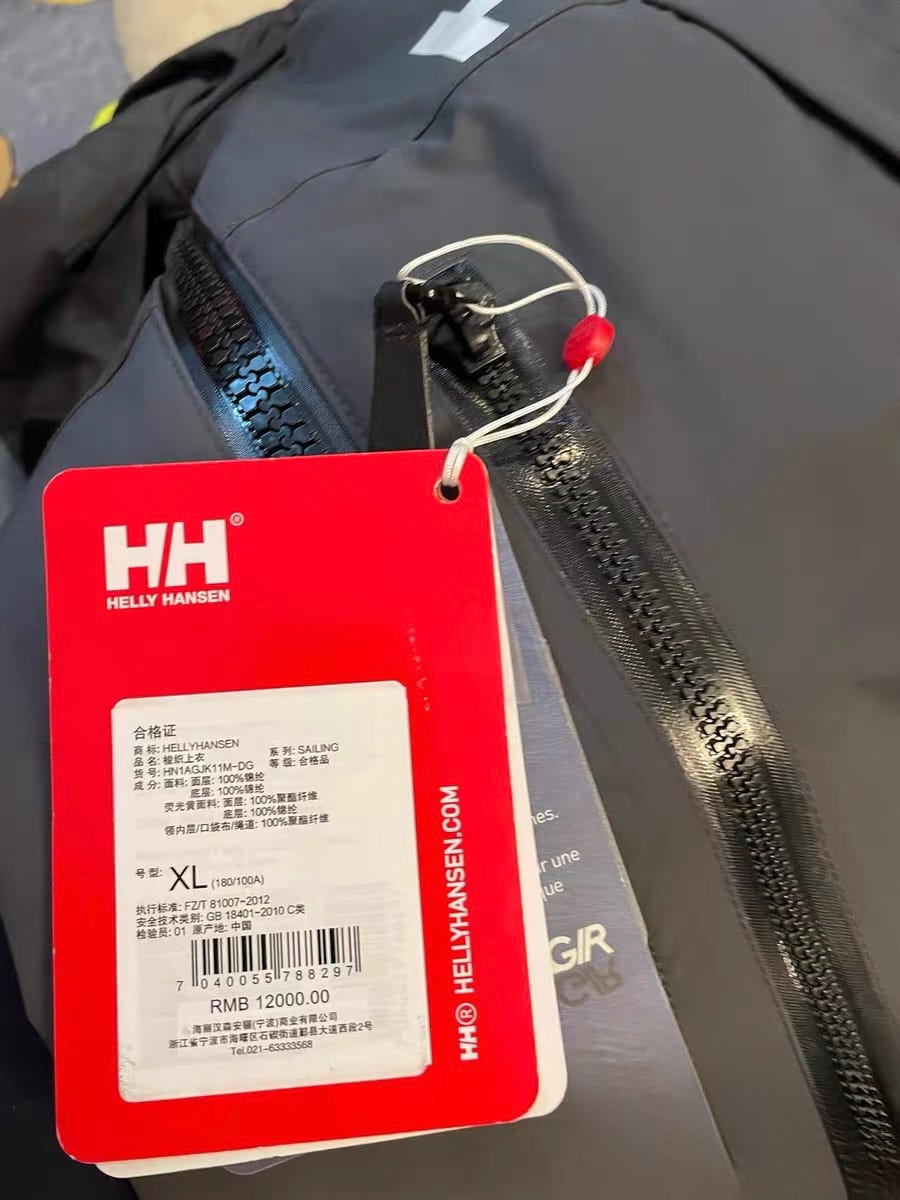 HH®
HELLY HANSEN
合格证
商 标: HELLYHANSEN
品 名: 梭织上衣 系 列: SAILING
货 号: HN1AGJK11M-DG 等 级: 合格品
成 分: 面料: 面层: 100%锦纶
底层: 100%锦纶
荧光黄面料: 面层: 100%聚酯纤维
底层: 100%锦纶
领内层/口袋布/绳道: 100%聚酯纤维
号 型: XL (180/100A)
执行标准: FZ/T 81007-2012
安全技术类别: GB 18401-2010 C类
检验员: 01 原产地: 中国
7 040055 788297
RMB 12000.00
海丽汉森安骊(宁波)商业有限公司
浙江省宁波市海曙区石碶街道鄞县大道西段2号
Tel.021-63333568
HH® HELLYHANSEN.COM
une
que